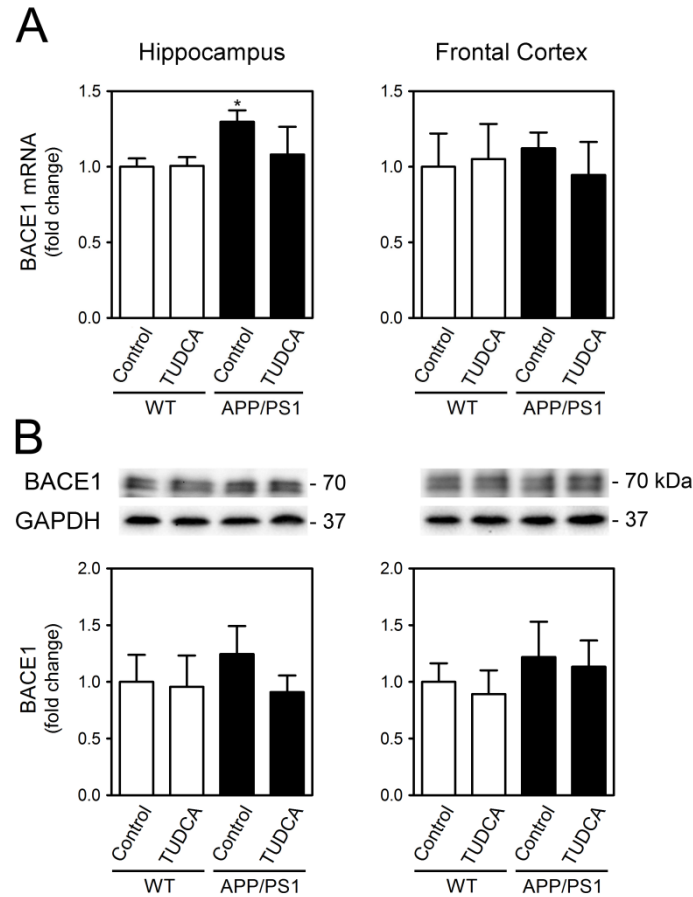 A
Hippocampus Frontal Cortex
BACE1 mRNA
(fold change)
1.5
1.0
0.5
0.0
*
Control TUDCA Control TUDCA
WT APP/PS1
1.5
1.0
0.5
0.0
Control TUDCA Control TUDCA
WT APP/PS1
B
BACE1 - 70 - 70 kDa
GAPDH - 37 - 37
BACE1
(fold change)
2.0
1.5
1.0
0.5
0.0
Control TUDCA Control TUDCA
WT APP/PS1
2.0
1.5
1.0
0.5
0.0
Control TUDCA Control TUDCA
WT APP/PS1